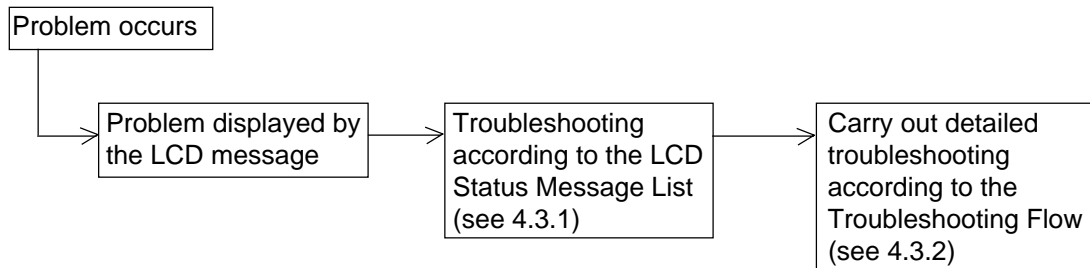 Problem occurs
Problem displayed by
the LCD message
Troubleshooting
according to the LCD
Status Message List
(see 4.3.1)
Carry out detailed
troubleshooting
according to the
Troubleshooting Flow
(see 4.3.2)